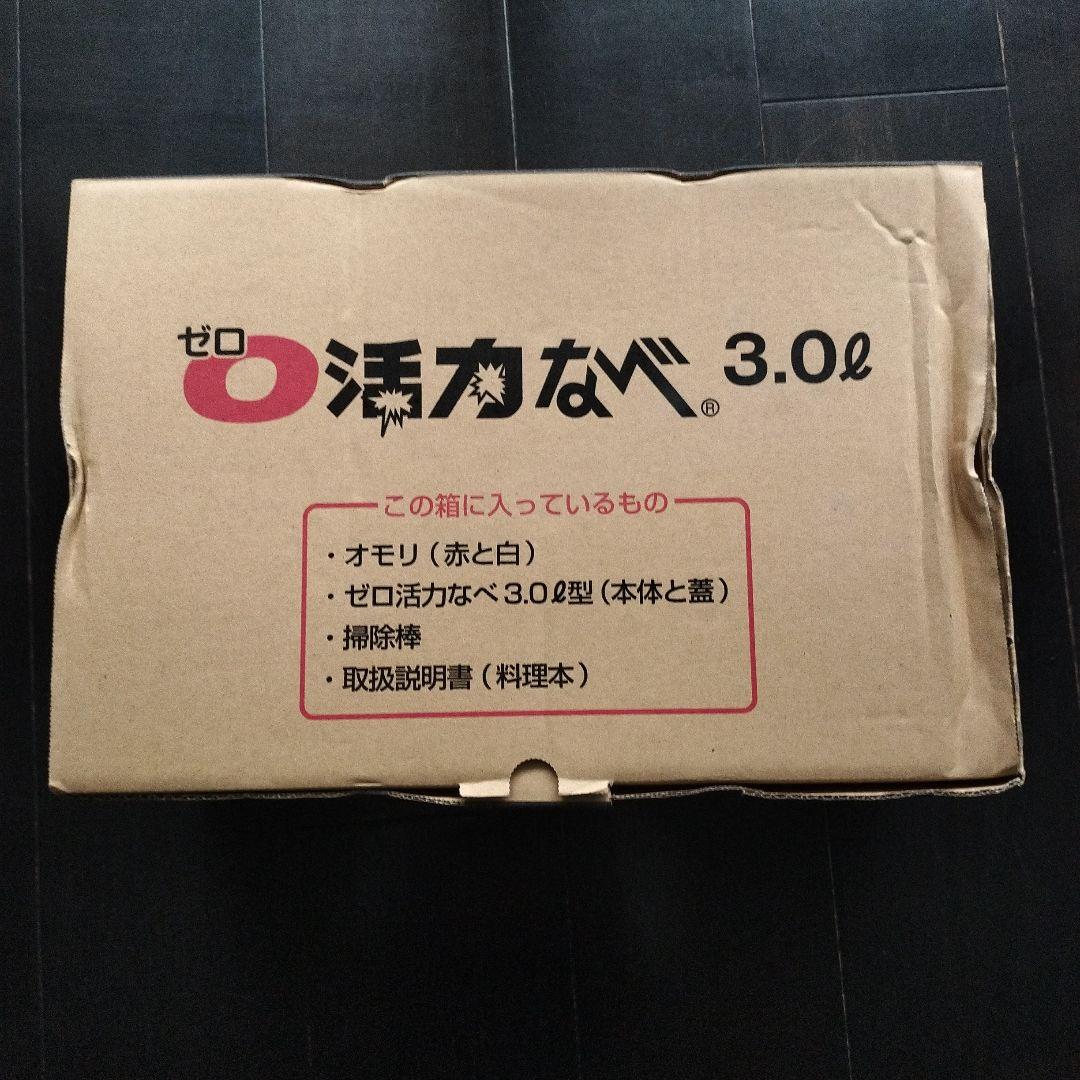 ゼロ
0活力なべ® 3.0ℓ
この箱に入っているもの
・オモリ(赤と白)
・ゼロ活力なべ3.0ℓ型(本体と蓋)
・掃除棒
・取扱説明書(料理本)